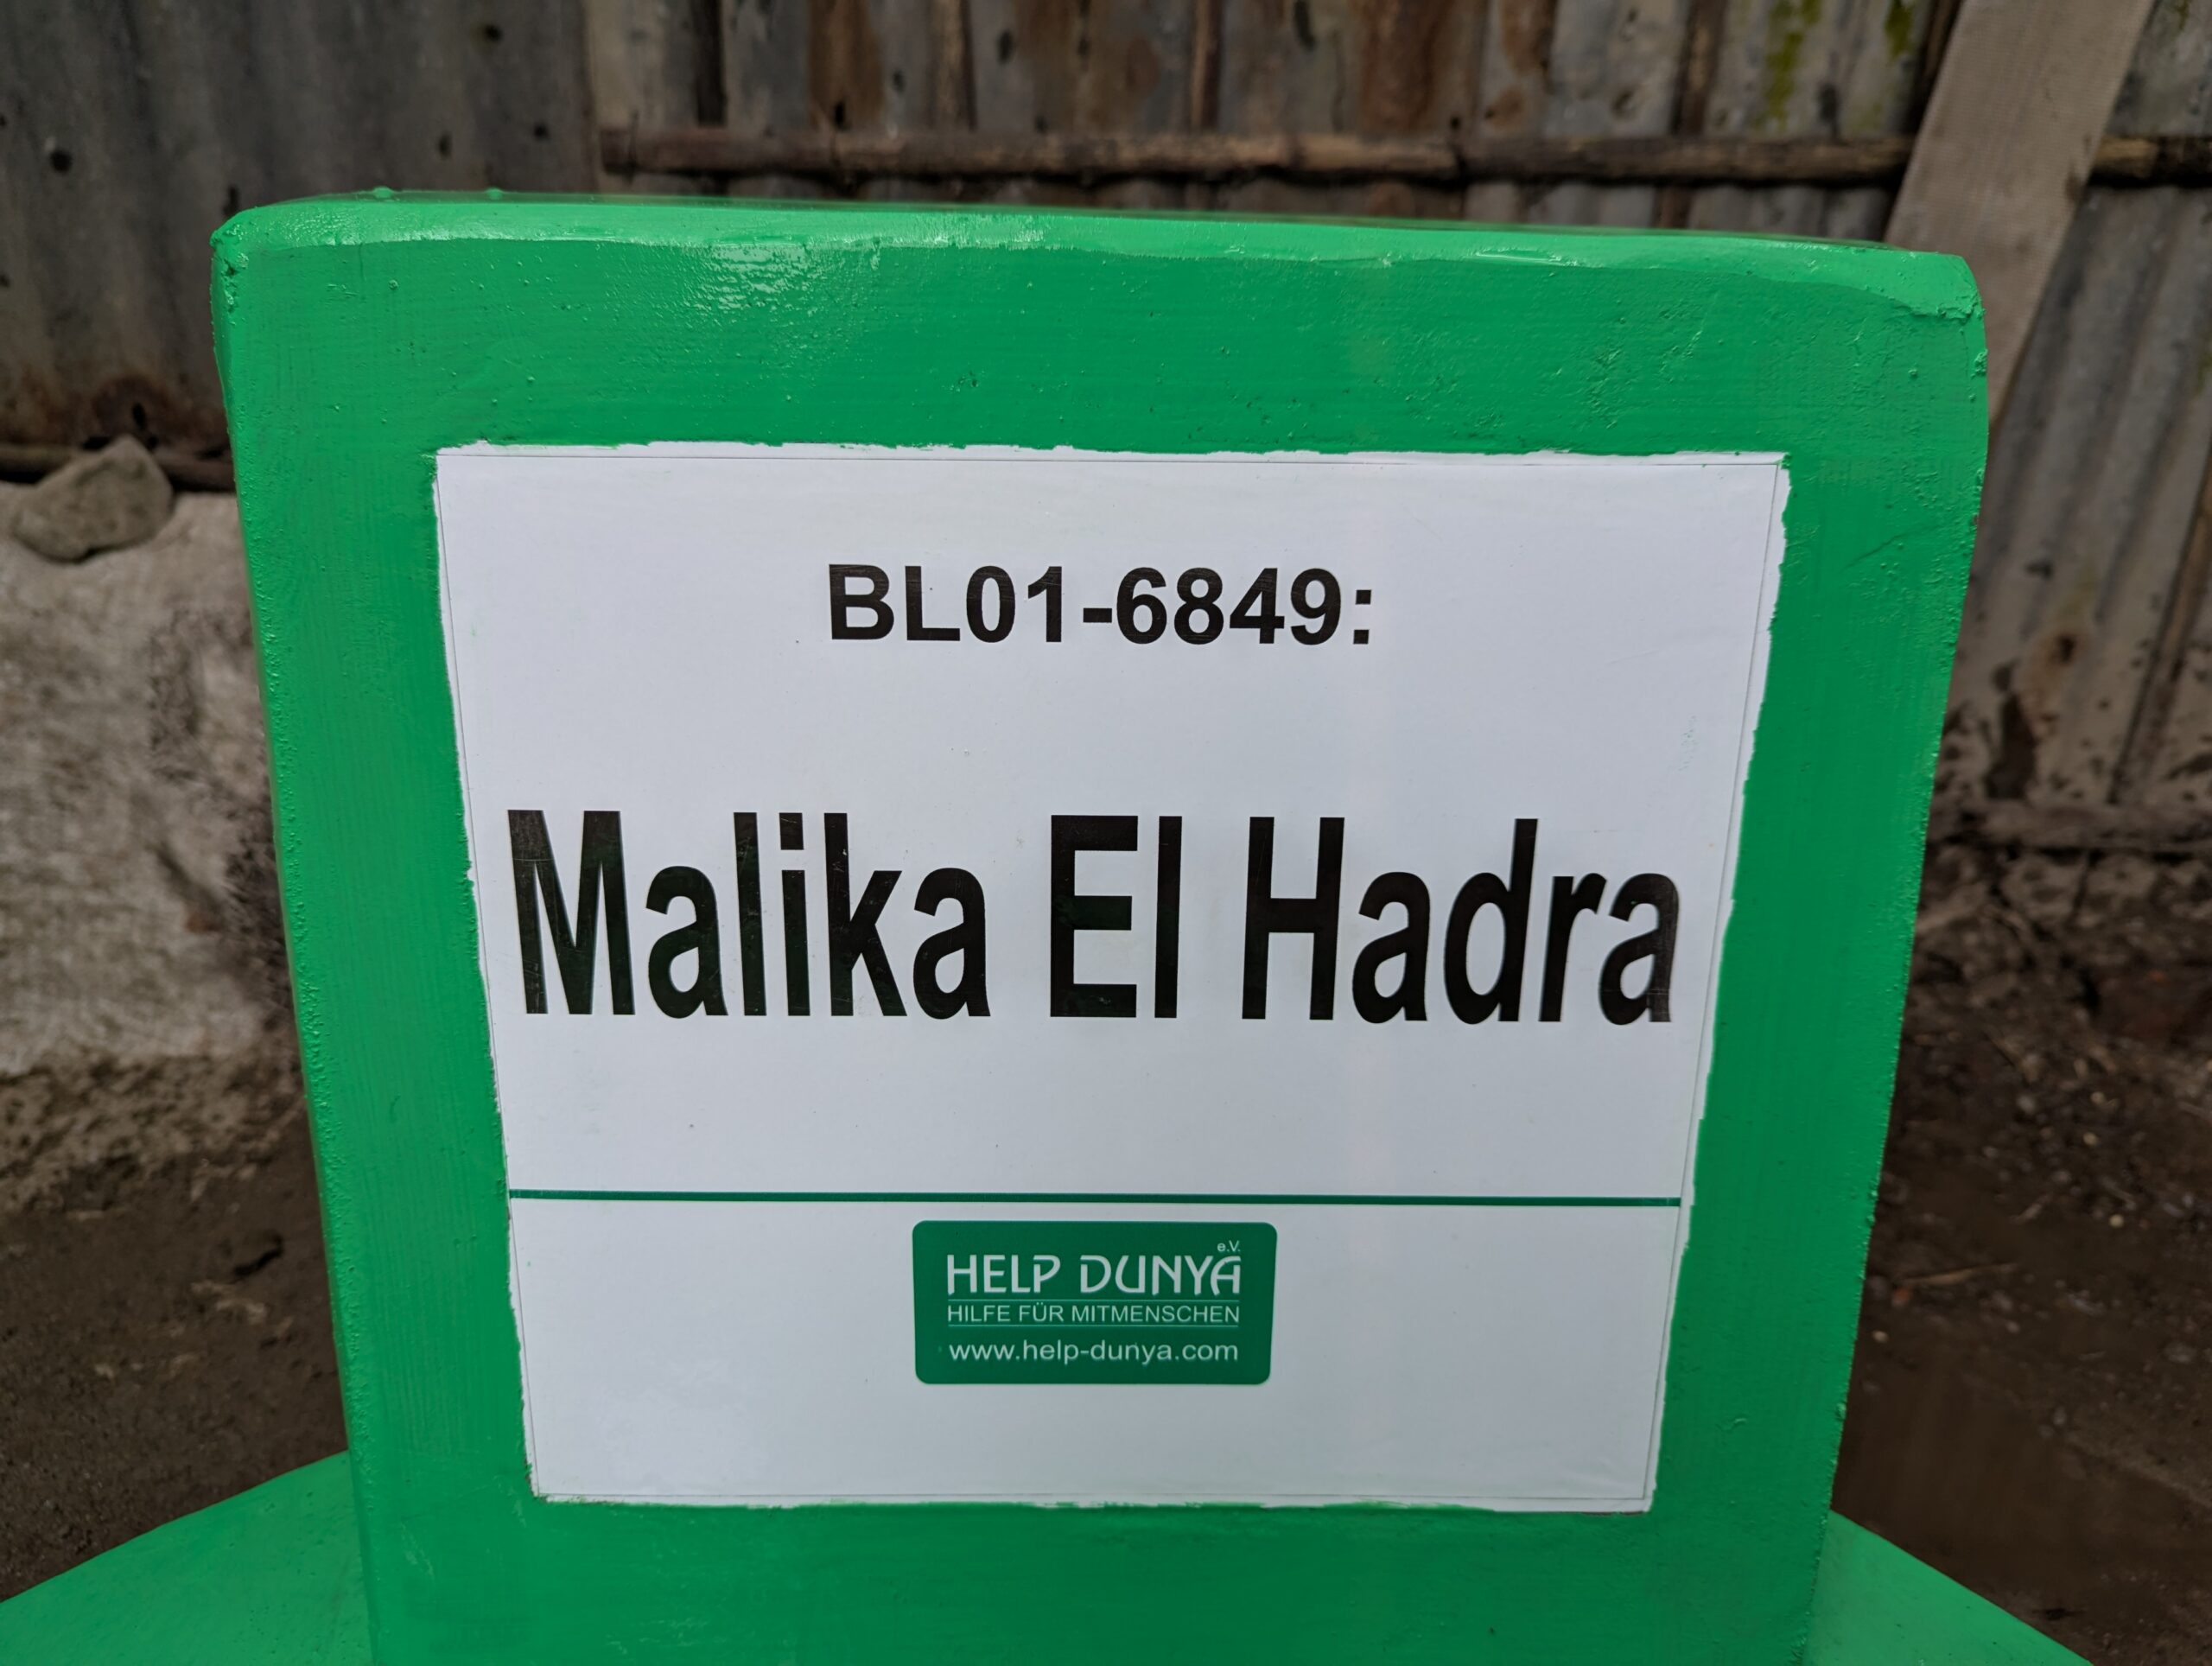 BL01-6849:
Malika El Hadra
e.V.
HELP DUNYA
HILFE FÜR MITMENSCHEN
www.help-dunya.com